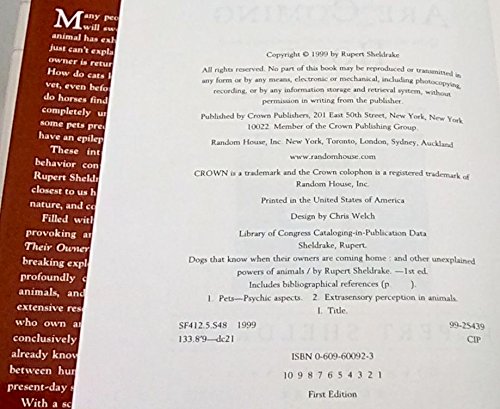 Many peo
will swe
animal has exh
just can't expla
owner is retur
How do cats k
vet, even befor
do horses find
completely un
some pets prec
have an epilep
These int
behavior con
Rupert Sheldr
closest to us h
nature, and co
Filled with
provoking an
Their Owner
breaking expl
profoundly c
animals, and
extensive rese
who own an
conclusively
already know
between hum
present-day s
With a sc
Copyright © 1999 by Rupert Sheldrake
All rights reserved. No part of this book may be reproduced or transmitted in
any form or by any means, electronic or mechanical, including photocopying,
recording, or by any information storage and retrieval system, without
permission in writing from the publisher.
Published by Crown Publishers, 201 East 50th Street, New York, New York
10022. Member of the Crown Publishing Group.
Random House, Inc. New York, Toronto, London, Sydney, Auckland
www.randomhouse.com
CROWN is a trademark and the Crown colophon is a registered trademark of
Random House, Inc.
Printed in the United States of America
Design by Chris Welch
Library of Congress Cataloging-in-Publication Data
Sheldrake, Rupert.
Dogs that know when their owners are coming home : and other unexplained
powers of animals / by Rupert Sheldrake. —1st ed.
Includes bibliographical references (p. ).
1. Pets—Psychic aspects. 2. Extrasensory perception in animals.
I. Title.
SF412.5.S48 1999 99-25439
133.8'9—dc21 CIP
ISBN 0-609-60092-3
10 9 8 7 6 5 4 3 2 1
First Edition